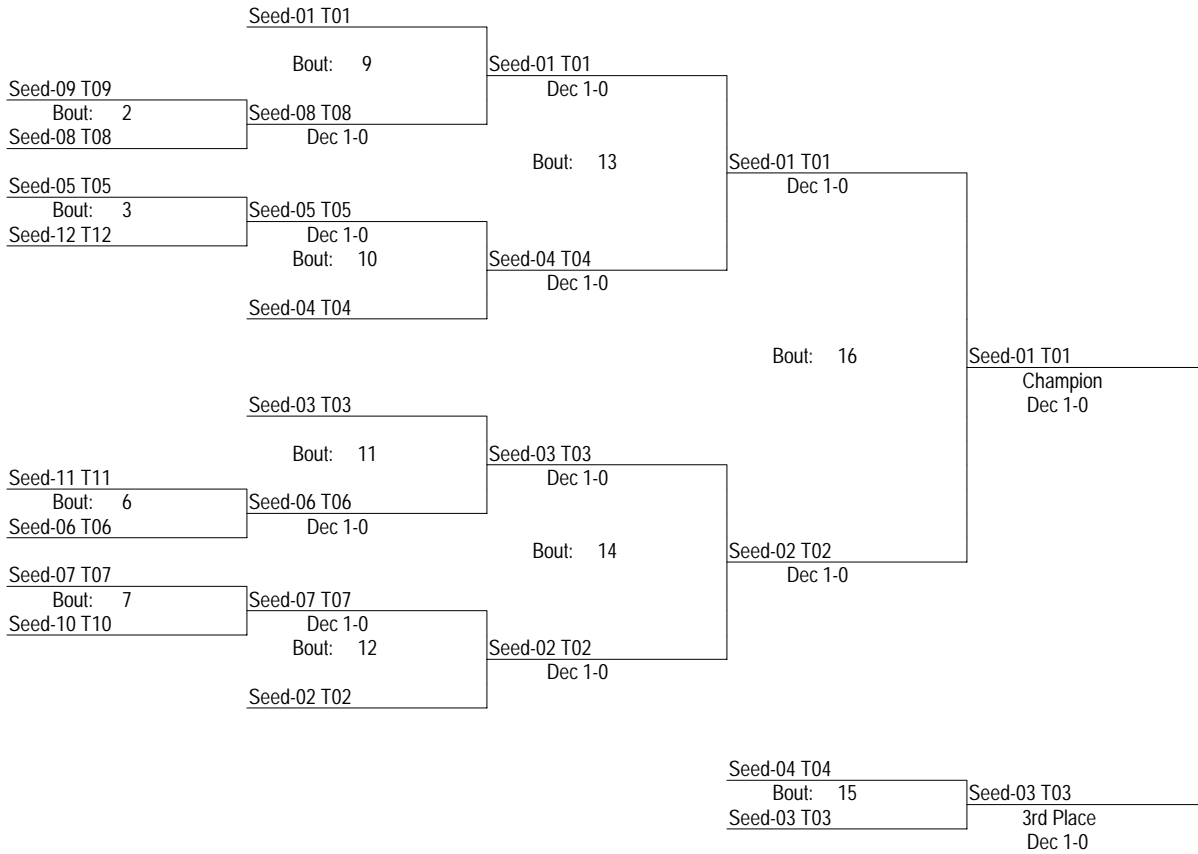 Seed-01 T01
Bout: 9
Seed-01 T01
Dec 1-0
Seed-09 T09
Bout: 2
Seed-08 T08
Dec 1-0
Seed-08 T08
Bout: 13
Seed-01 T01
Dec 1-0
Seed-05 T05
Bout: 3
Seed-05 T05
Dec 1-0
Seed-12 T12
Bout: 10
Seed-04 T04
Dec 1-0
Seed-04 T04
Bout: 16
Seed-01 T01
Champion
Dec 1-0
Seed-03 T03
Bout: 11
Seed-03 T03
Dec 1-0
Seed-11 T11
Bout: 6
Seed-06 T06
Dec 1-0
Seed-06 T06
Bout: 14
Seed-02 T02
Dec 1-0
Seed-07 T07
Bout: 7
Seed-07 T07
Dec 1-0
Seed-10 T10
Bout: 12
Seed-02 T02
Dec 1-0
Seed-02 T02
Seed-04 T04
Bout: 15
Seed-03 T03
Seed-03 T03
3rd Place
Dec 1-0